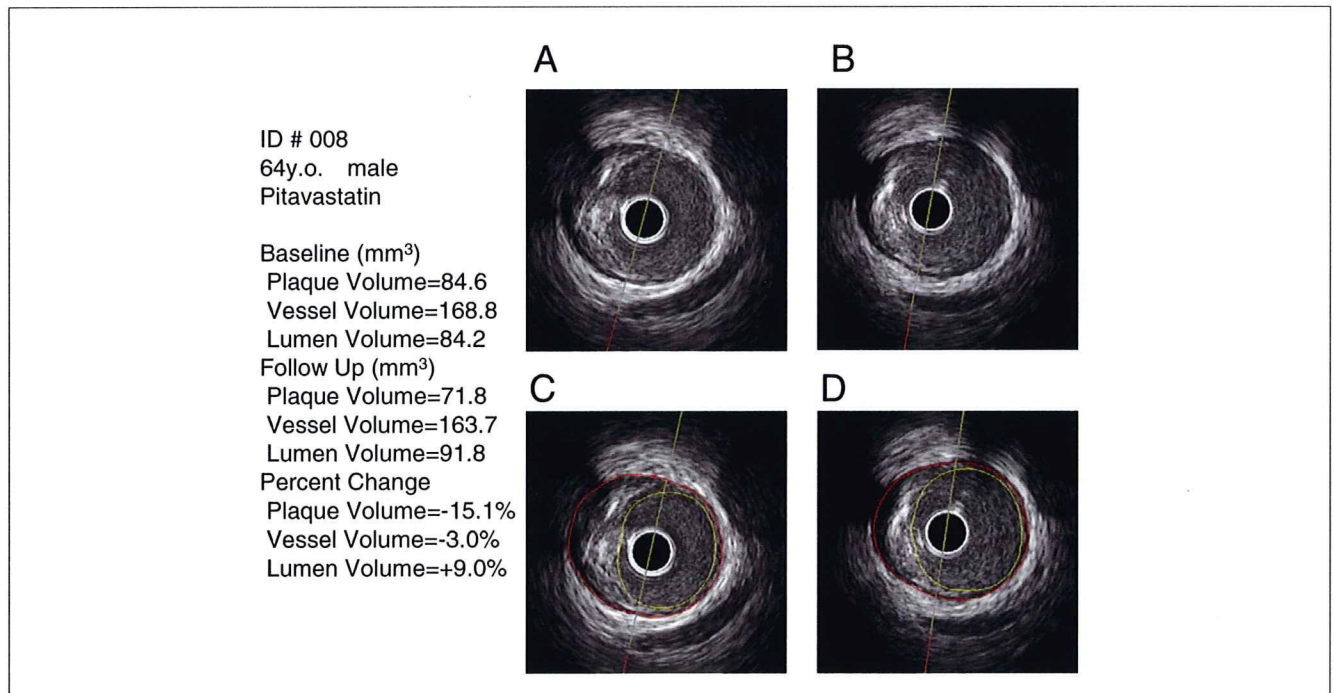 A
B
ID # 008
64y.o. male
Pitavastatin
Baseline (mm³)
Plaque Volume=84.6
Vessel Volume=168.8
Lumen Volume=84.2
Follow Up (mm³)
Plaque Volume=71.8
Vessel Volume=163.7
Lumen Volume=91.8
Percent Change
Plaque Volume=-15.1%
Vessel Volume=-3.0%
Lumen Volume=+9.0%
C
D